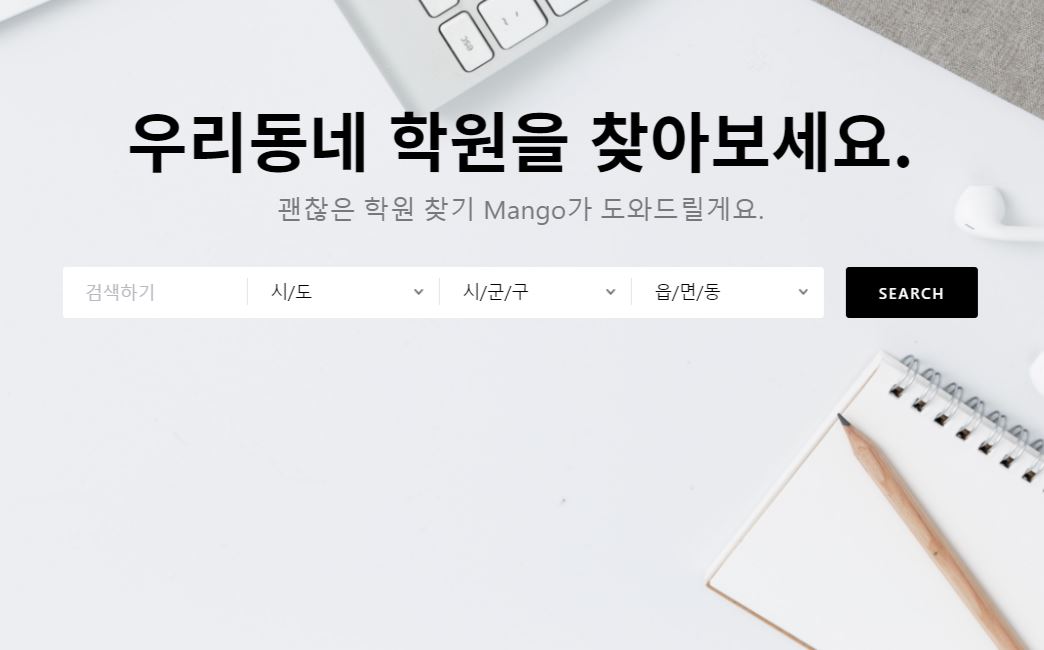 우리동네 학원을 찾아보세요.
괜찮은 학원 찾기 Mango가 도와드릴게요.
검색하기 시/도 시/군/구 읍/면/동 SEARCH